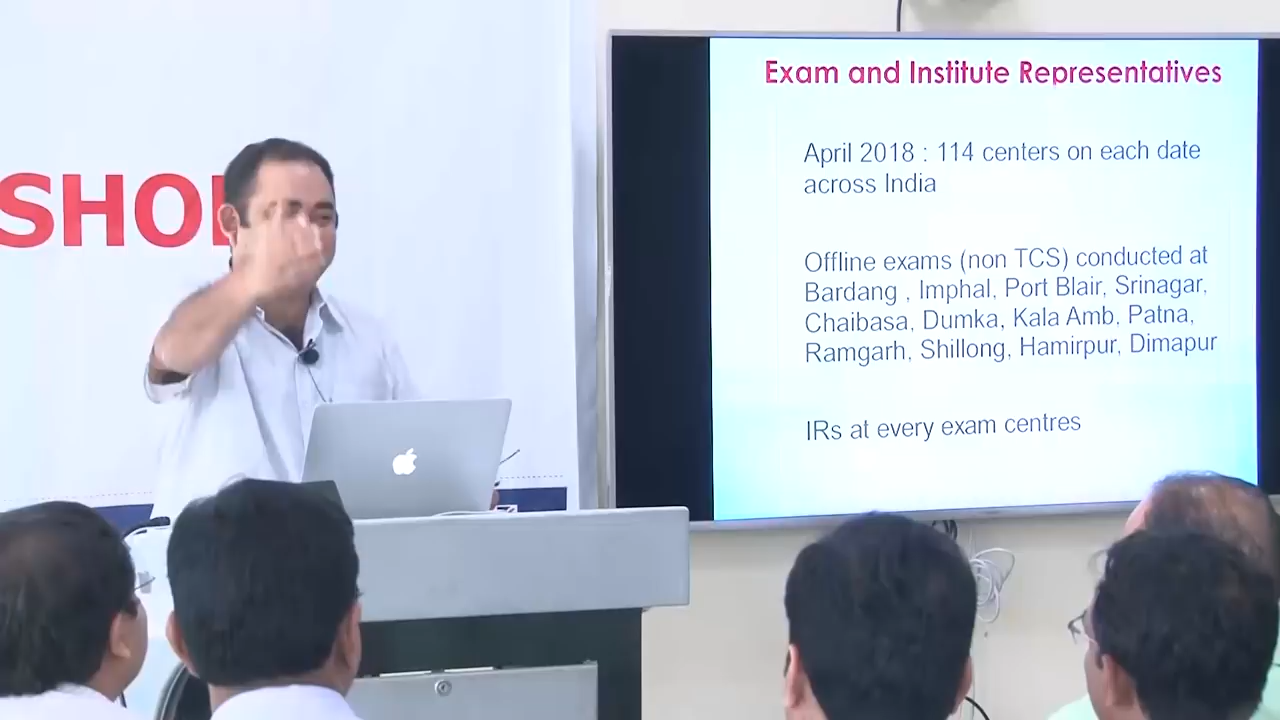 SHO
Exam and Institute Representatives
April 2018 : 114 centers on each date
across India
Offline exams (non TCS) conducted at
Bardang , Imphal, Port Blair, Srinagar,
Chaibasa, Dumka, Kala Amb, Patna,
Ramgarh, Shillong, Hamirpur, Dimapur
IRs at every exam centres